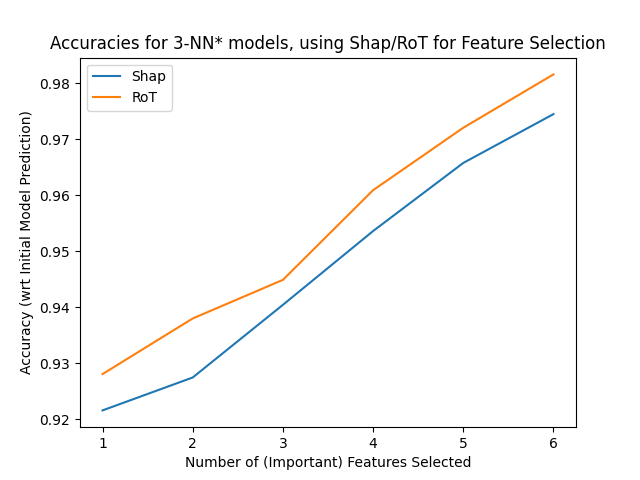 Accuracies for 3-NN* models, using Shap/RoT for Feature Selection
Shap
RoT
Accuracy (wrt Initial Model Prediction)
0.98
0.97
0.96
0.95
0.94
0.93
0.92
1 2 3 4 5 6
Number of (Important) Features Selected